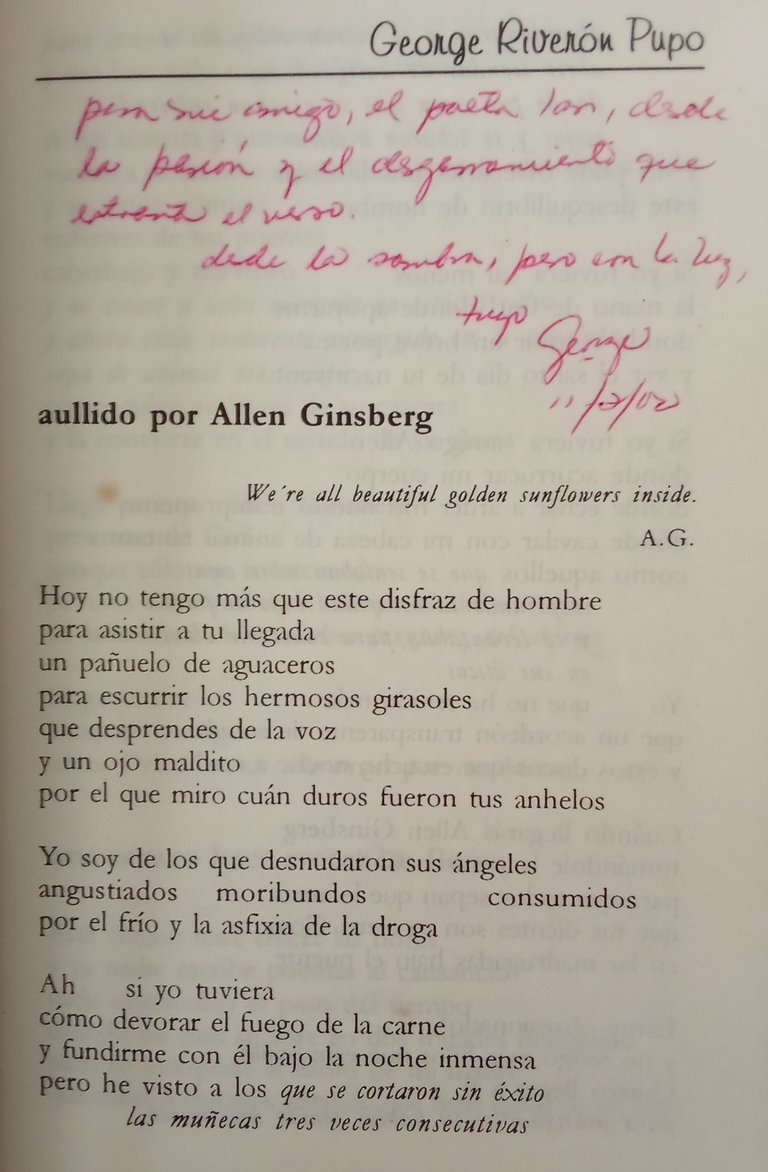 George Riverón Pupo
para mi amigo, el poeta Ian, desde
la pasión y el desgarramiento que
el verso.
desde la sombra, pero con la luz,
tuyo George
11/2/00
aullido por Allen Ginsberg
We´re all beautiful golden sunflowers inside.
A.G.
Hoy no tengo más que este disfraz de hombre
para asistir a tu llegada
un pañuelo de aguaceros
para escurrir los hermosos girasoles
que desprendes de la voz
y un ojo maldito
por el que miro cuán duros fueron tus anhelos
Yo soy de los que desnudaron sus ángeles
angustiados moribundos consumidos
por el frío y la asfixia de la droga
Ah si yo tuviera
cómo devorar el fuego de la carne
y fundirme con él bajo la noche inmensa
pero he visto a los que se cortaron sin éxito
las muñecas tres veces consecutivas